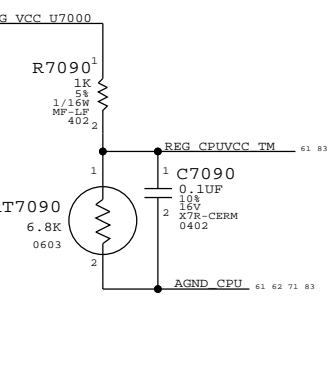 G_VCC_U7000
1
R7090
1K
5%
1/16W
MF-LF
402
2
REG_CPUVCC_TM 61 83
1
1
C7090
0.1UF
10%
16V
X7R-CERM
0402
2
T7090
6.8K
0603
2
AGND_CPU 61 62 71 83